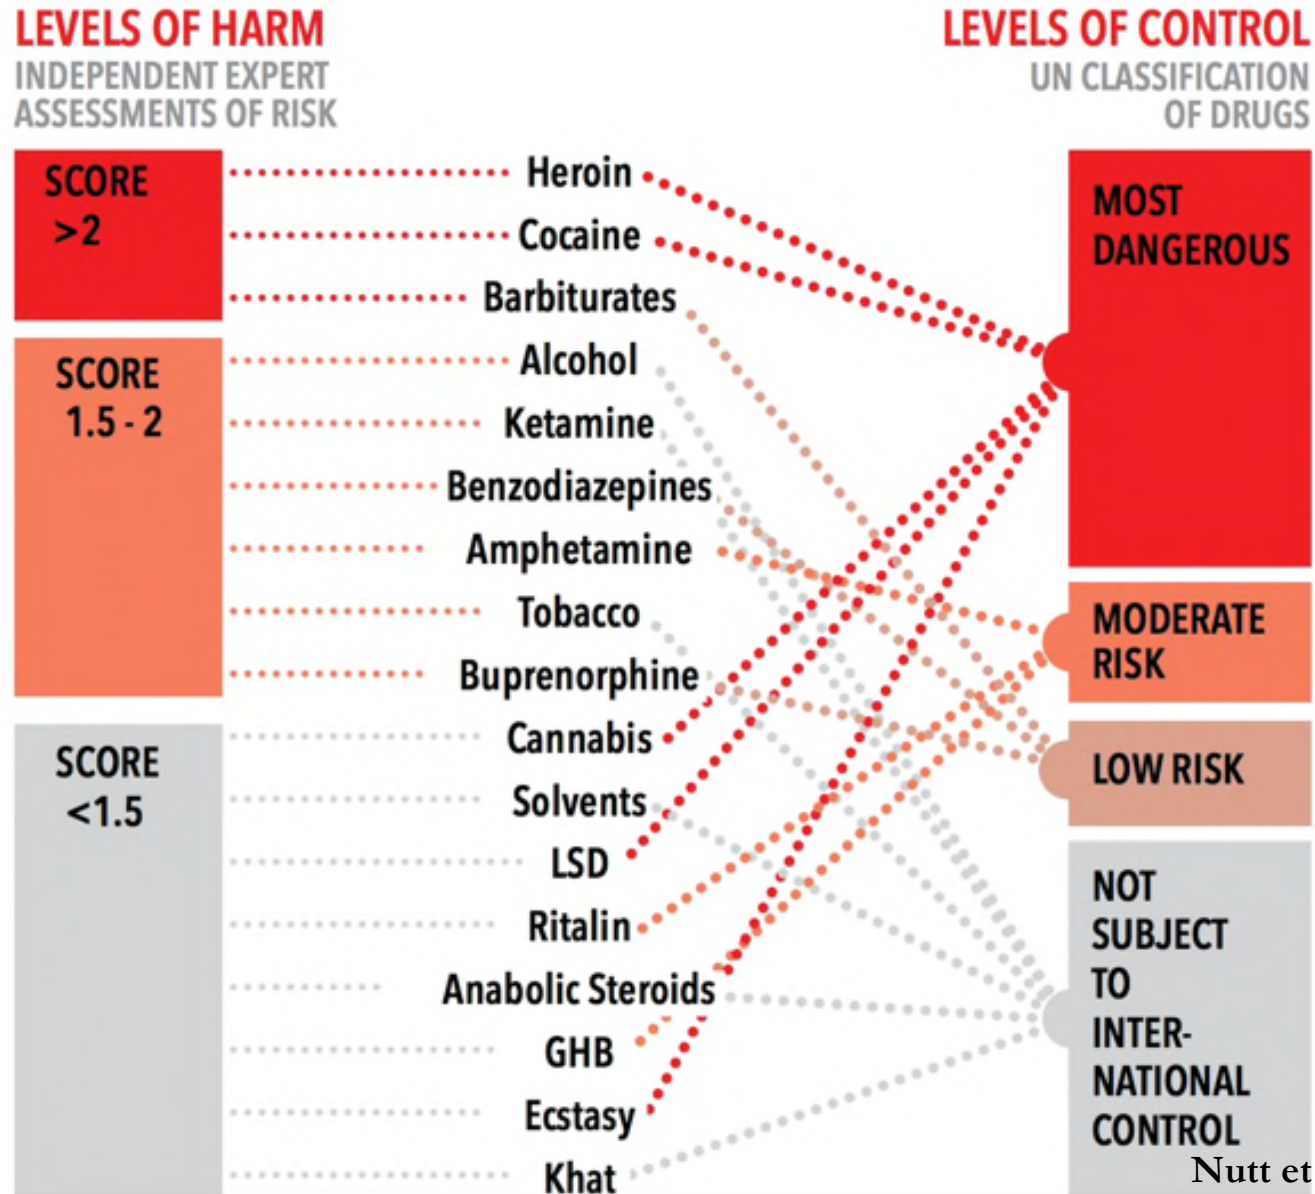 LEVELS OF HARM
INDEPENDENT EXPERT
ASSESSMENTS OF RISK
LEVELS OF CONTROL
UN CLASSIFICATION
OF DRUGS
SCORE
>2
SCORE
1.5 - 2
SCORE
<1.5
Heroin
Cocaine
Barbiturates
Alcohol
Ketamine
Benzodiazepines
Amphetamine
Tobacco
Buprenorphine
Cannabis
Solvents
LSD
Ritalin
Anabolic Steroids
GHB
Ecstasy
Khat
MOST
DANGEROUS
MODERATE
RISK
LOW RISK
NOT
SUBJECT
TO
INTER-
NATIONAL
CONTROL
Nutt et